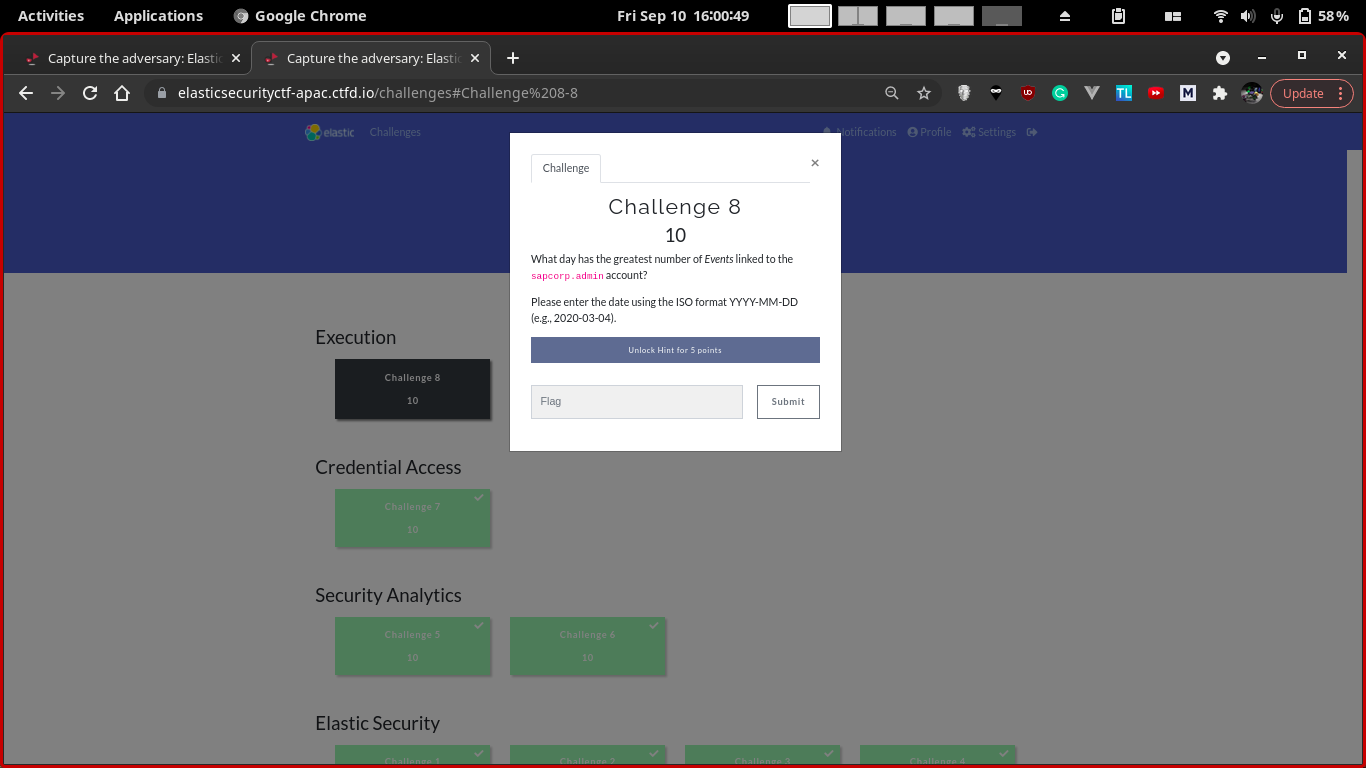 Activities Applications Google Chrome Fri Sep 10 16:00:49 58%
Capture the adversary: Elastic Capture the adversary: Elastic
elasticsecurityctf-apac.ctfd.io/challenges#Challenge%208-8 UD G TL M Update
elastic Challenges Notifications Profile Settings
Challenge
Challenge 8
10
What day has the greatest number of Events linked to the
sapcorp.admin account?
Please enter the date using the ISO format YYYY-MM-DD
(e.g., 2020-03-04).
Unlock Hint for 5 points
Flag Submit
Execution
Challenge 8
10
Credential Access
Challenge 7
10
Security Analytics
Challenge 5 Challenge 6
10 10
Elastic Security
Challenge 1 Challenge 2 Challenge 3 Challenge 4